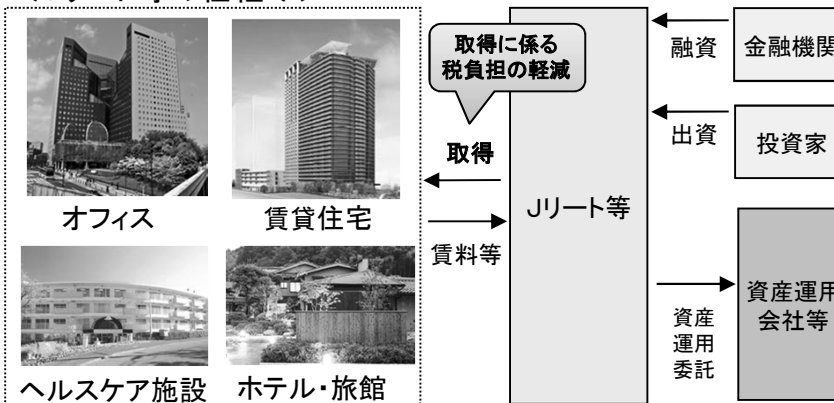 取得に係る
税負担の軽減
取得
賃料等
オフィス
賃貸住宅
ヘルスケア施設
ホテル・旅館
Jリート等
融資
金融機関
出資
投資家
資産
運用
委託
資産運用
会社等